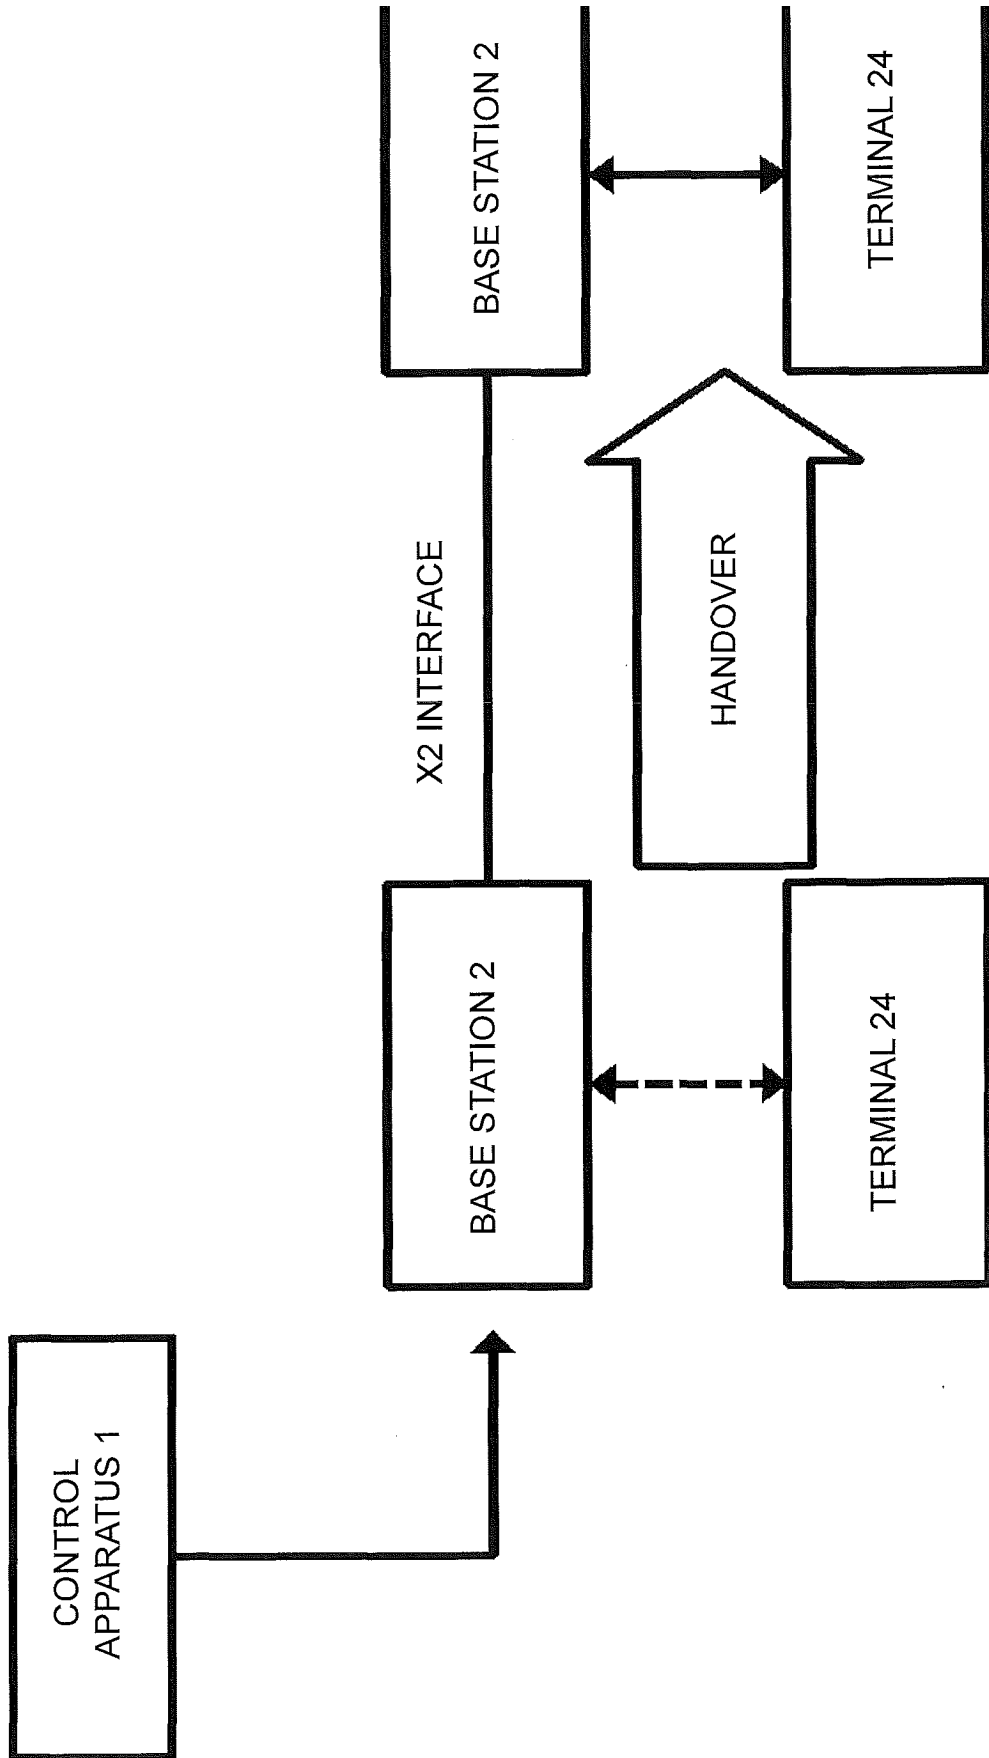 CONTROL
APPARATUS 1
BASE STATION 2
X2 INTERFACE
BASE STATION 2
HANDOVER
TERMINAL 24
TERMINAL 24